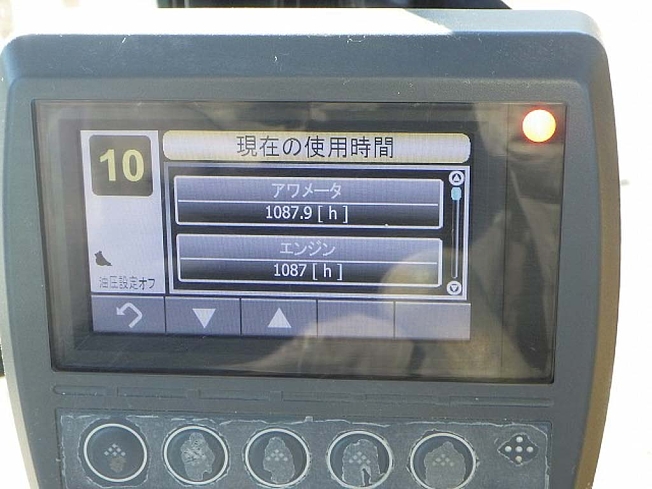 10
現在の使用時間
アワメータ
1087.9 [ h ]
エンジン
1087 [ h ]
油圧設定オフ